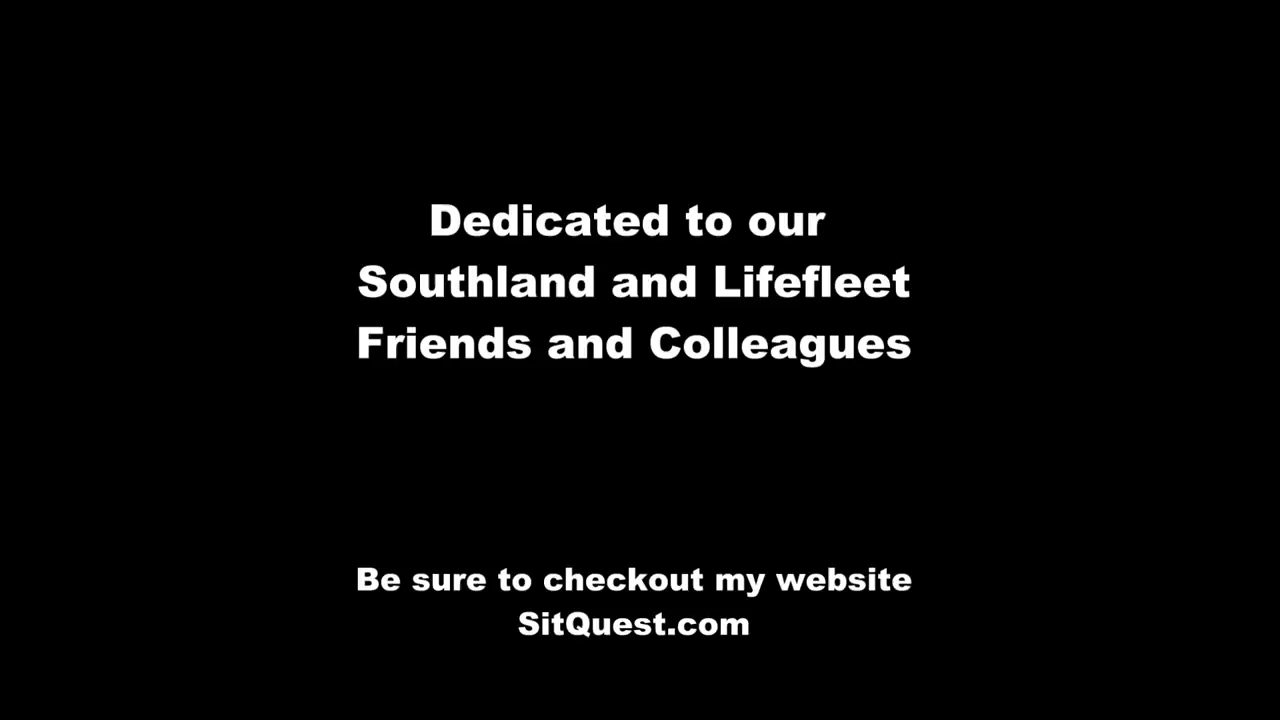 Dedicated to our
Southland and Lifefleet
Friends and Colleagues
Be sure to checkout my website
SitQuest.com